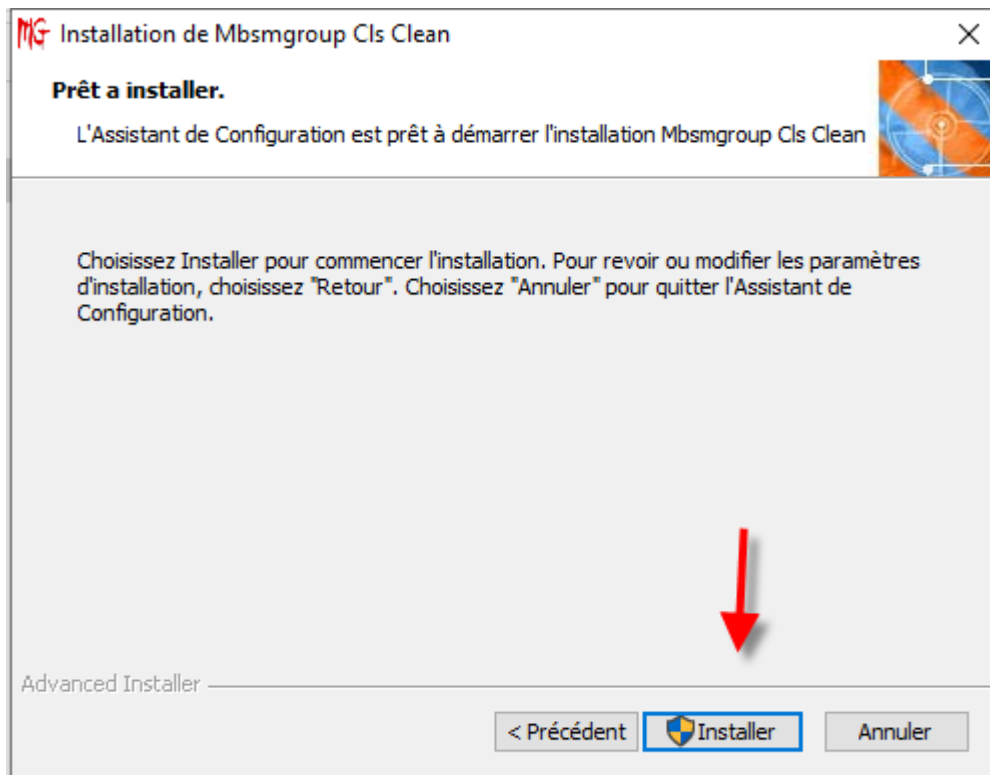 MG Installation de Mbsmgroup Cls Clean
Prêt a installer.
L'Assistant de Configuration est prêt à démarrer l'installation Mbsmgroup Cls Clean
Choisissez Installer pour commencer l'installation. Pour revoir ou modifier les paramètres
d'installation, choisissez "Retour". Choisissez "Annuler" pour quitter l'Assistant de
Configuration.
Advanced Installer
< Précédent Installer Annuler